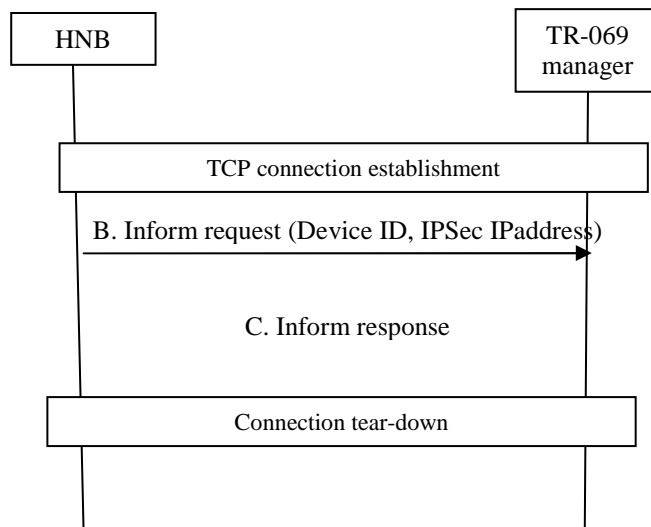 HNB
TR-069
manager
TCP connection establishment
B. Inform request (Device ID, IPSec IPaddress)
C. Inform response
Connection tear-down